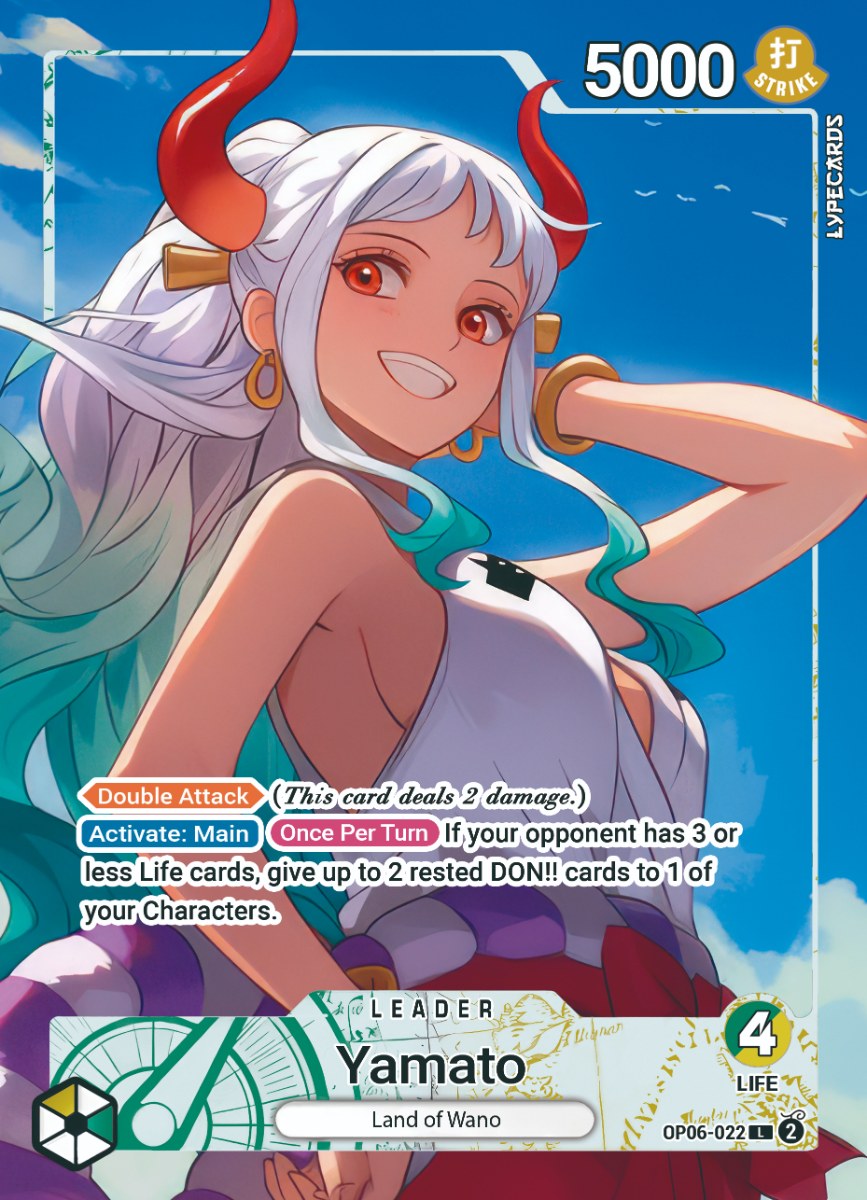 5000
打
STRIKE
LYPECARDS
Double Attack (This card deals 2 damage.)
Activate: Main Once Per Turn If your opponent has 3 or
less Life cards, give up to 2 rested DON!! cards to 1 of
your Characters.
LEADER
Yamato
4
LIFE
Land of Wano
OP06-022 L 2